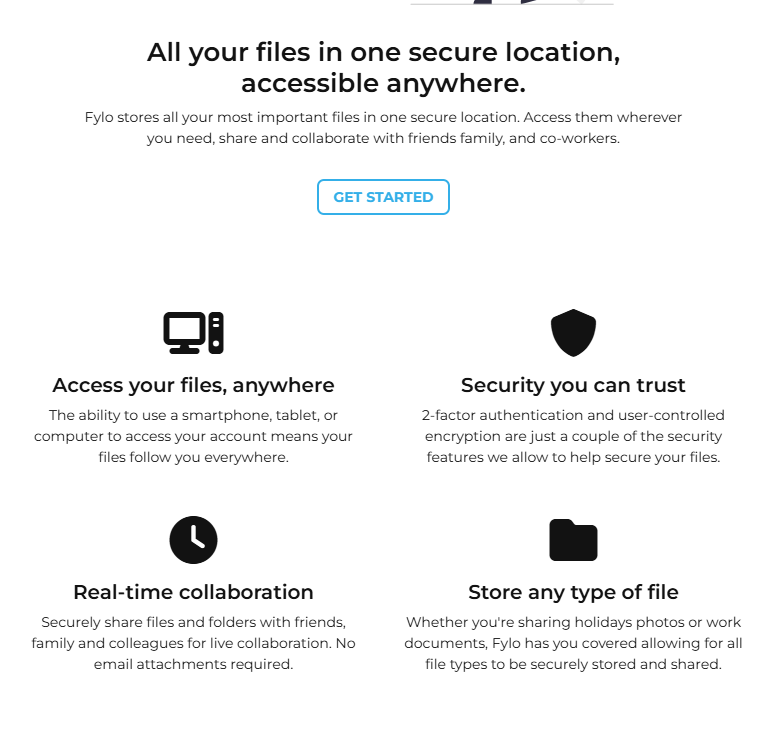 All your files in one secure location,
accessible anywhere.
Fylo stores all your most important files in one secure location. Access them wherever
you need, share and collaborate with friends family, and co-workers.
GET STARTED
Access your files, anywhere
The ability to use a smartphone, tablet, or
computer to access your account means your
files follow you everywhere.
Security you can trust
2-factor authentication and user-controlled
encryption are just a couple of the security
features we allow to help secure your files.
Real-time collaboration
Securely share files and folders with friends,
family and colleagues for live collaboration. No
email attachments required.
Store any type of file
Whether you're sharing holidays photos or work
documents, Fylo has you covered allowing for all
file types to be securely stored and shared.